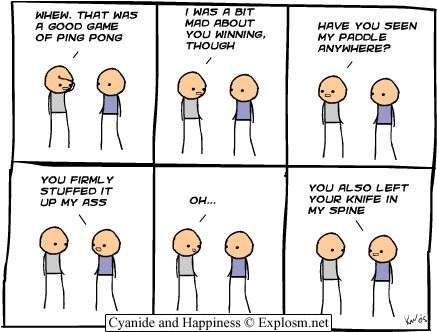 WHEW. THAT WAS
A GOOD GAME
OF PING PONG
I WAS A BIT
MAD ABOUT
YOU WINNING,
THOUGH
HAVE YOU SEEN
MY PADDLE
ANYWHERE?
YOU FIRMLY
STUFFED IT
UP MY ASS
OH...
YOU ALSO LEFT
YOUR KNIFE IN
MY SPINE
Cyanide and Happiness © Explosm.net